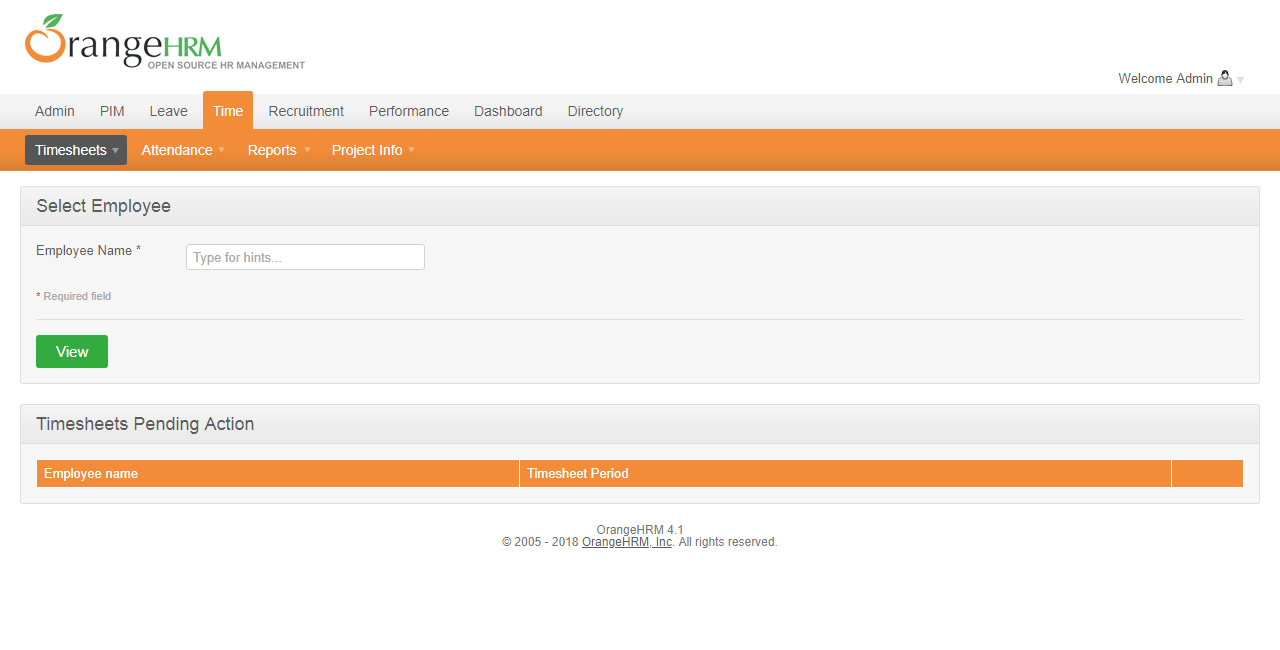 OrangeHRM
OPEN SOURCE HR MANAGEMENT
Welcome Admin
Admin PIM Leave Time Recruitment Performance Dashboard Directory
Timesheets Attendance Reports Project Info
Select Employee
Employee Name * Type for hints...
* Required field
View
Timesheets Pending Action
Employee name Timesheet Period
OrangeHRM 4.1
© 2005 - 2018 OrangeHRM, Inc. All rights reserved.